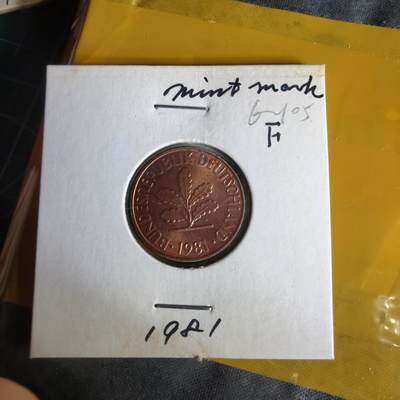 mint mark
F
BUNDESREPUBLIK DEUTSCHLAND
· 1981 ·
1981